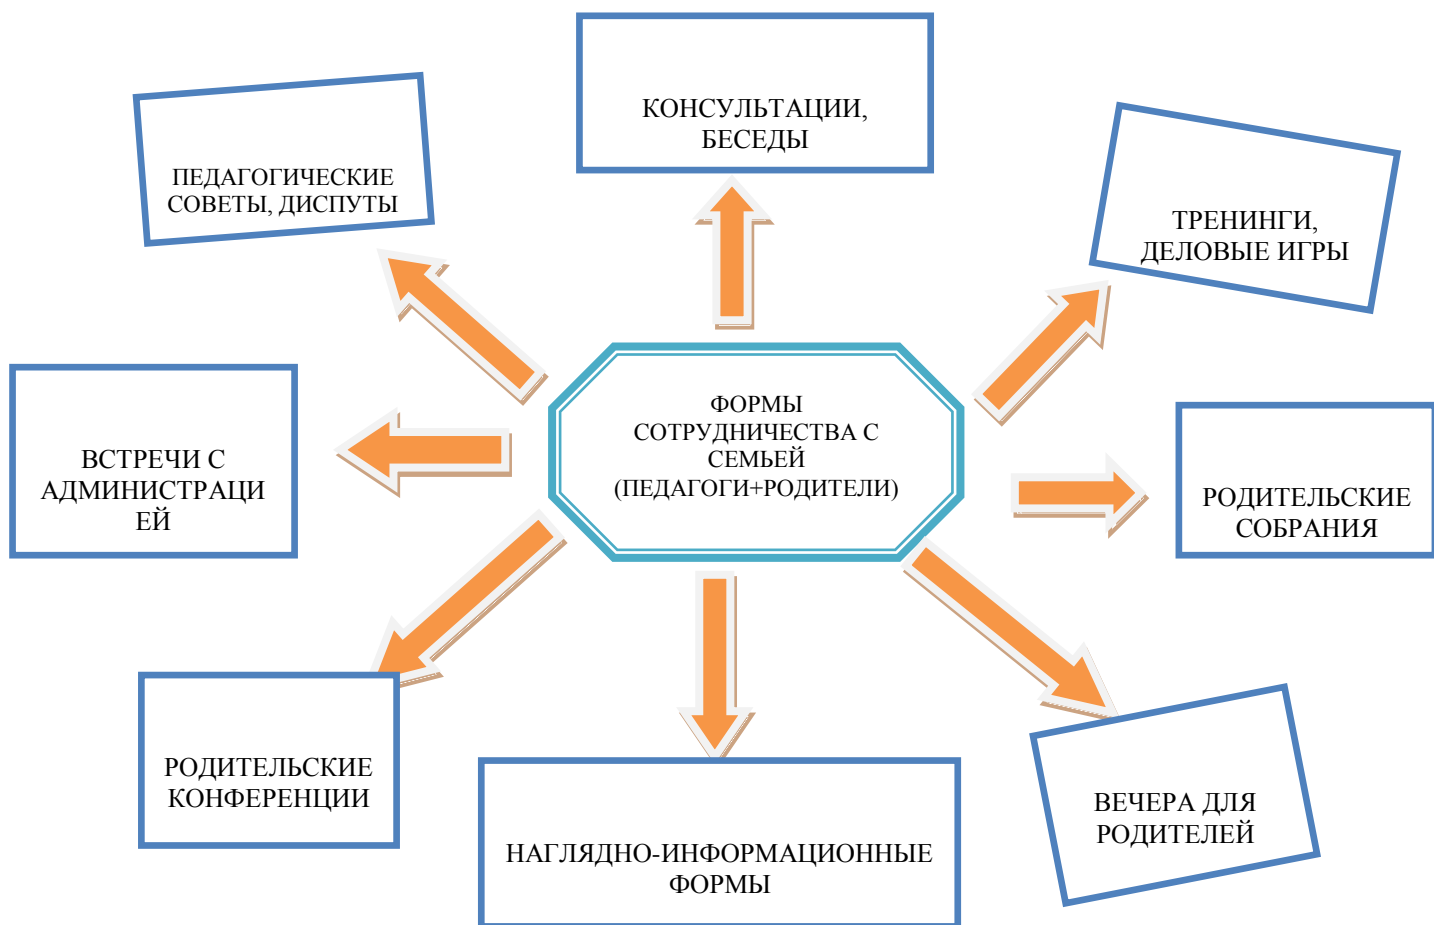 КОНСУЛЬТАЦИИ,
БЕСЕДЫ
ПЕДАГОГИЧЕСКИЕ
СОВЕТЫ, ДИСПУТЫ
ТРЕНИНГИ,
ДЕЛОВЫЕ ИГРЫ
ФОРМЫ
СОТРУДНИЧЕСТВА С
СЕМЬЕЙ
(ПЕДАГОГИ+РОДИТЕЛИ)
ВСТРЕЧИ С
АДМИНИСТРАЦИ
ЕЙ
РОДИТЕЛЬСКИЕ
СОБРАНИЯ
РОДИТЕЛЬСКИЕ
КОНФЕРЕНЦИИ
НАГЛЯДНО-ИНФОРМАЦИОННЫЕ
ФОРМЫ
ВЕЧЕРА ДЛЯ
РОДИТЕЛЕЙ